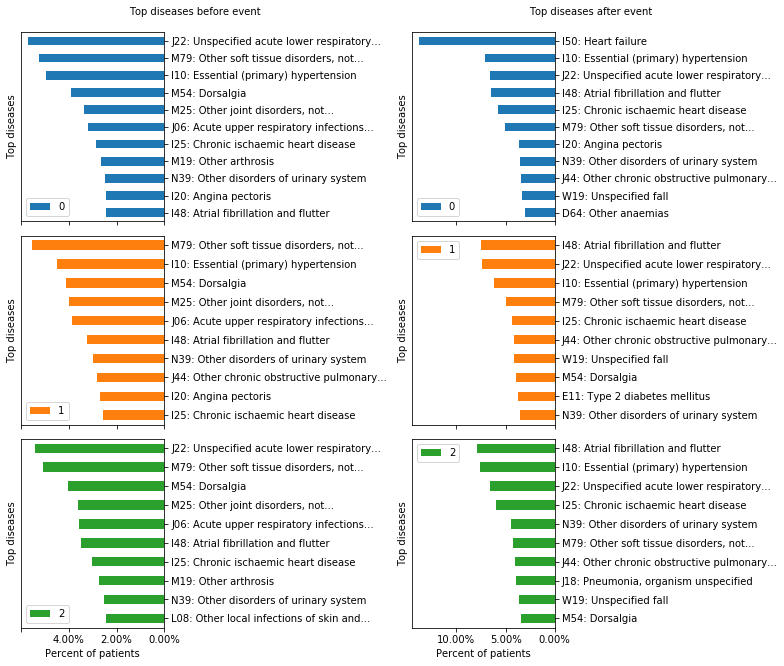 Top diseases before event
Top diseases
J22: Unspecified acute lower respiratory...
M79: Other soft tissue disorders, not...
I10: Essential (primary) hypertension
M54: Dorsalgia
M25: Other joint disorders, not...
J06: Acute upper respiratory infections...
I25: Chronic ischaemic heart disease
M19: Other arthrosis
N39: Other disorders of urinary system
I20: Angina pectoris
I48: Atrial fibrillation and flutter
0
Top diseases after event
Top diseases
I50: Heart failure
I10: Essential (primary) hypertension
J22: Unspecified acute lower respiratory...
I48: Atrial fibrillation and flutter
I25: Chronic ischaemic heart disease
M79: Other soft tissue disorders, not...
I20: Angina pectoris
N39: Other disorders of urinary system
J44: Other chronic obstructive pulmonary...
W19: Unspecified fall
D64: Other anaemias
0
Top diseases
M79: Other soft tissue disorders, not...
I10: Essential (primary) hypertension
M54: Dorsalgia
M25: Other joint disorders, not...
J06: Acute upper respiratory infections...
I48: Atrial fibrillation and flutter
N39: Other disorders of urinary system
J44: Other chronic obstructive pulmonary...
I20: Angina pectoris
I25: Chronic ischaemic heart disease
1
Top diseases
1
I48: Atrial fibrillation and flutter
J22: Unspecified acute lower respiratory...
I10: Essential (primary) hypertension
M79: Other soft tissue disorders, not...
I25: Chronic ischaemic heart disease
J44: Other chronic obstructive pulmonary...
W19: Unspecified fall
M54: Dorsalgia
E11: Type 2 diabetes mellitus
N39: Other disorders of urinary system
Top diseases
J22: Unspecified acute lower respiratory...
M79: Other soft tissue disorders, not...
M54: Dorsalgia
M25: Other joint disorders, not...
J06: Acute upper respiratory infections...
I48: Atrial fibrillation and flutter
I25: Chronic ischaemic heart disease
M19: Other arthrosis
N39: Other disorders of urinary system
L08: Other local infections of skin and...
2
4.00% 2.00% 0.00%
Percent of patients
Top diseases
2
I48: Atrial fibrillation and flutter
I10: Essential (primary) hypertension
J22: Unspecified acute lower respiratory...
I25: Chronic ischaemic heart disease
N39: Other disorders of urinary system
M79: Other soft tissue disorders, not...
J44: Other chronic obstructive pulmonary...
J18: Pneumonia, organism unspecified
W19: Unspecified fall
M54: Dorsalgia
10.00% 5.00% 0.00%
Percent of patients